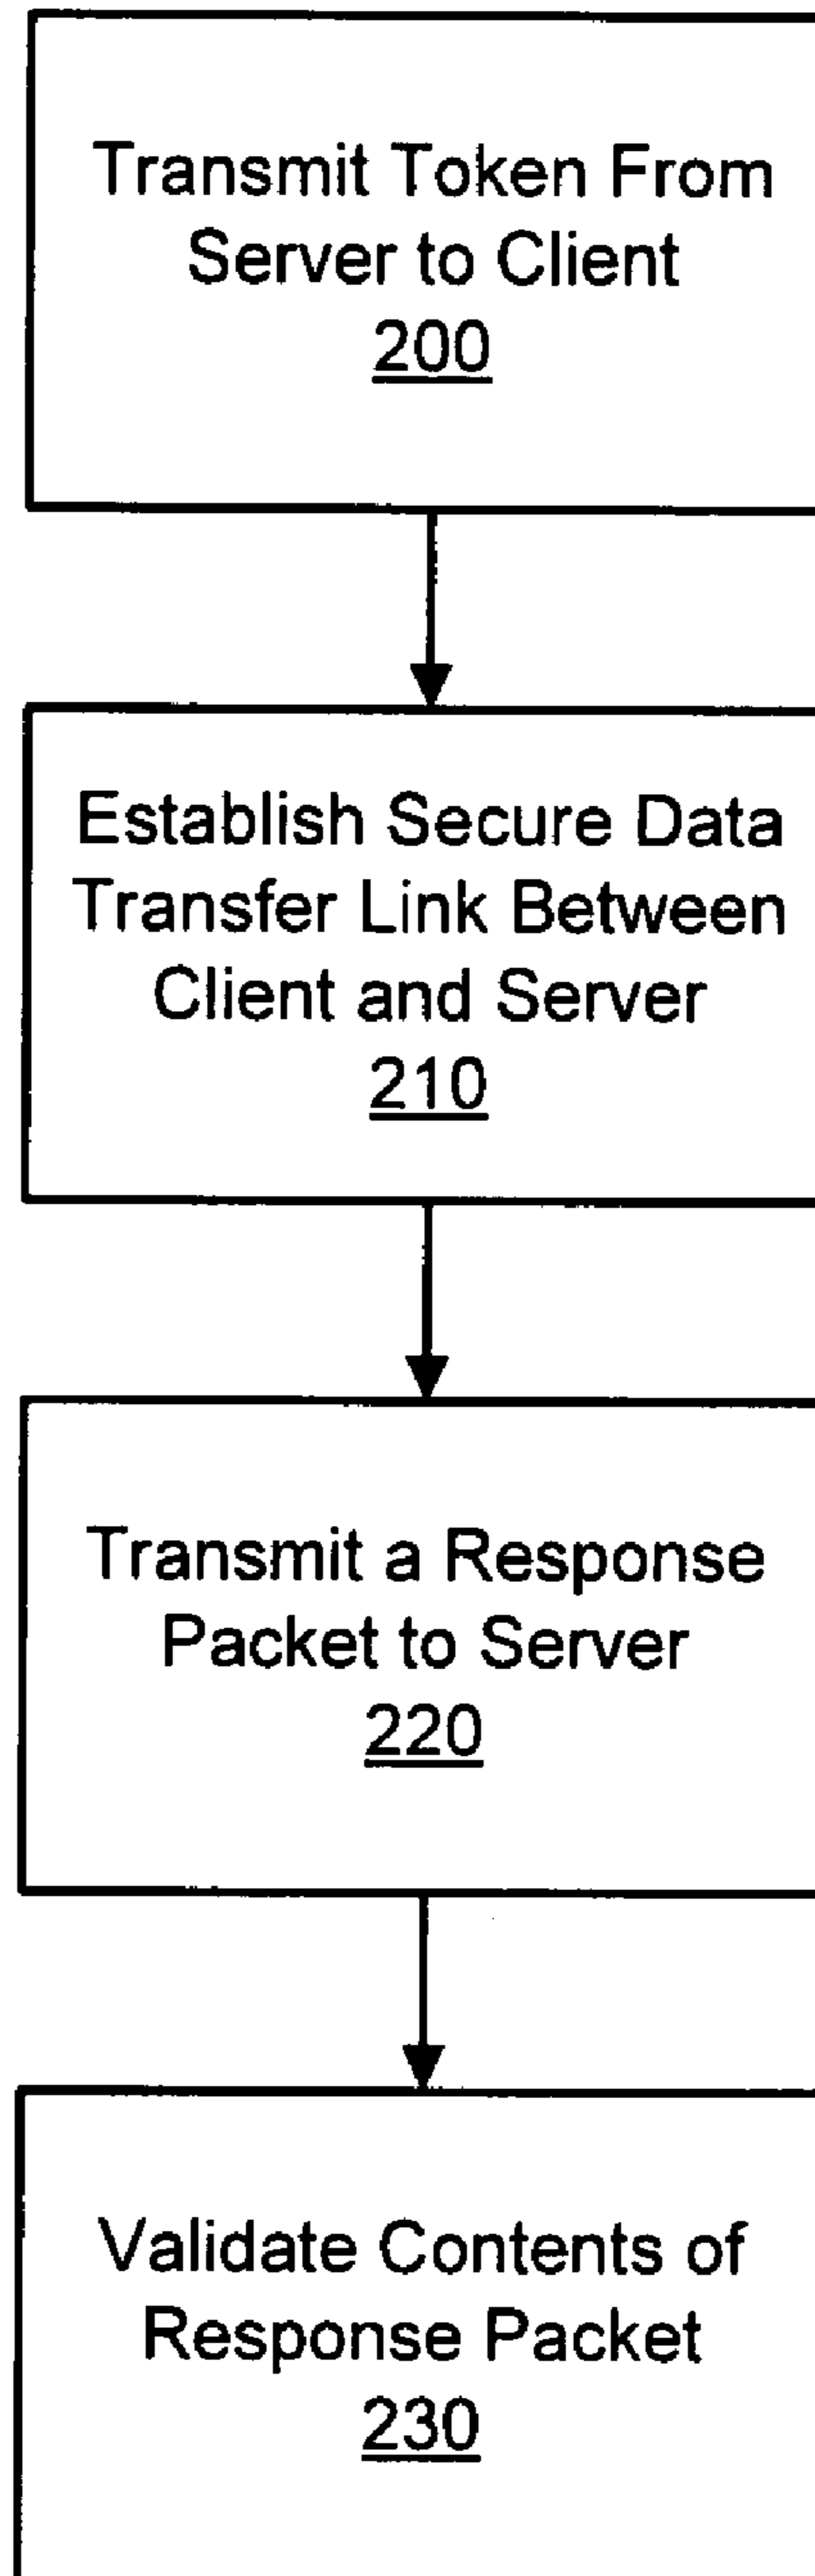 Transmit Token From
Server to Client
200
Establish Secure Data
Transfer Link Between
Client and Server
210
Transmit a Response
Packet to Server
220
Validate Contents of
Response Packet
230